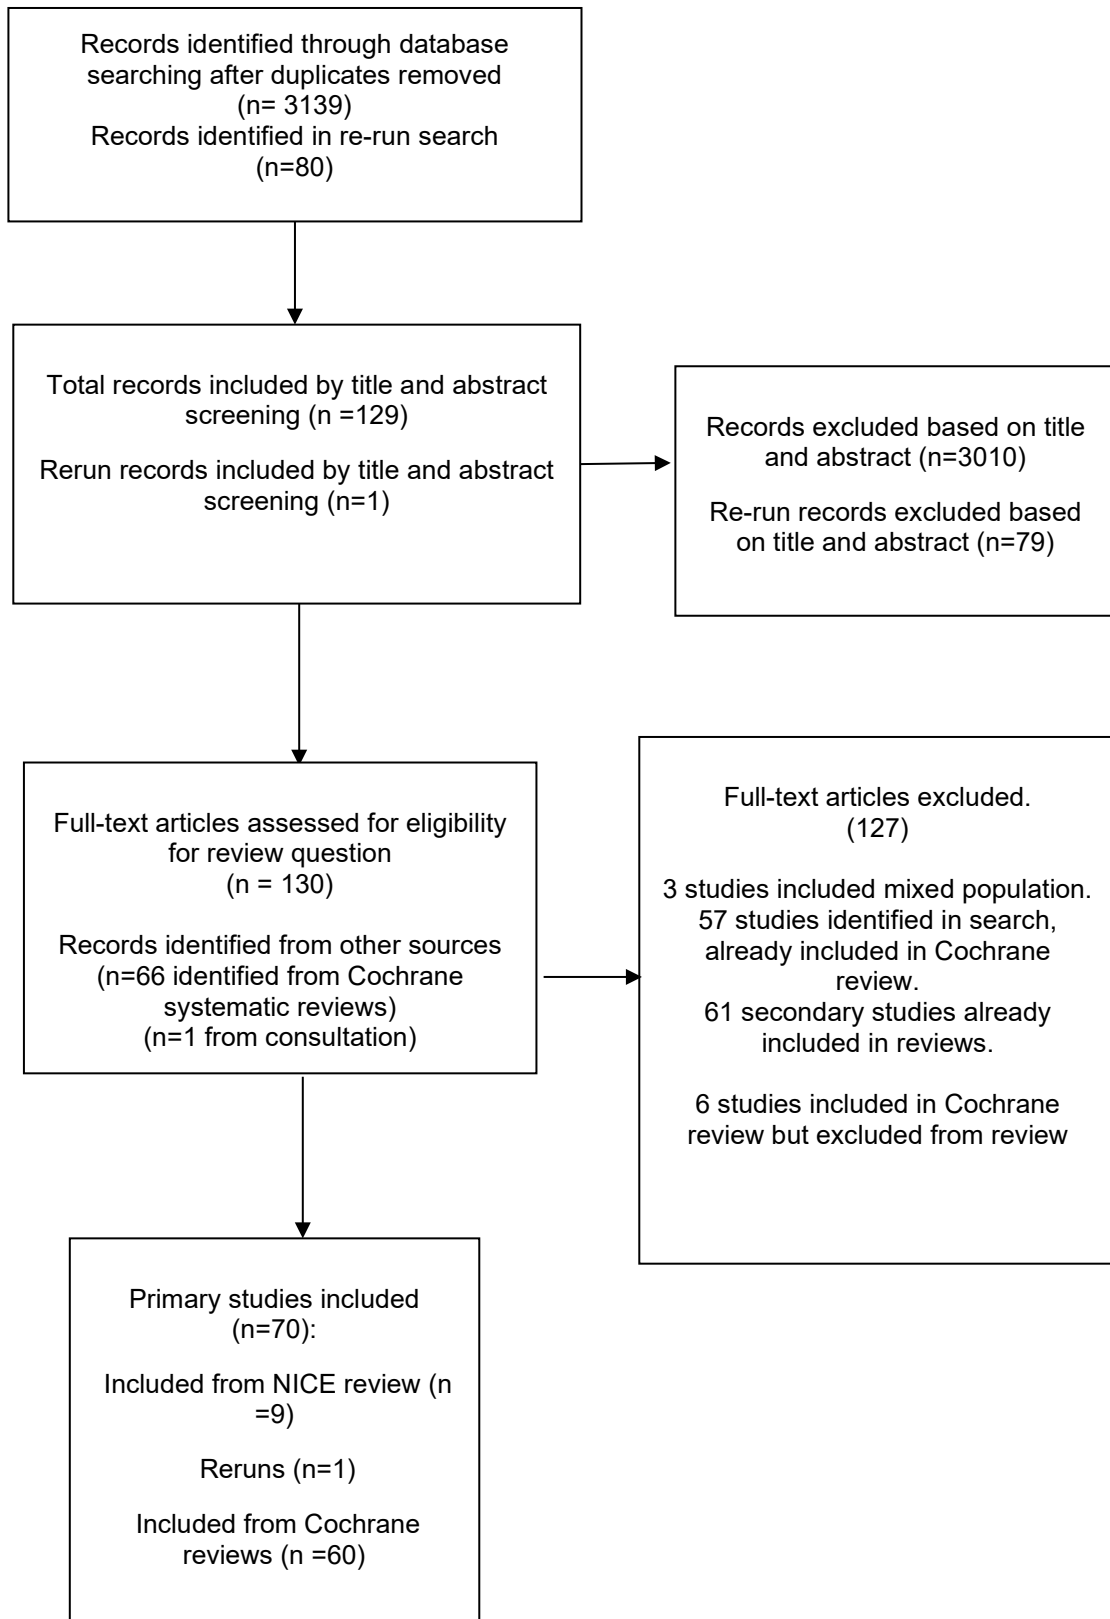 Records identified through database
searching after duplicates removed
(n= 3139)
Records identified in re-run search
(n=80)
Total records included by title and abstract
screening (n =129)
Rerun records included by title and abstract
screening (n=1)
Records excluded based on title
and abstract (n=3010)
Re-run records excluded based
on title and abstract (n=79)
Full-text articles assessed for eligibility
for review question
(n = 130)
Records identified from other sources
(n=66 identified from Cochrane
systematic reviews)
(n=1 from consultation)
Full-text articles excluded.
(127)
3 studies included mixed population.
57 studies identified in search,
already included in Cochrane
review.
61 secondary studies already
included in reviews.
6 studies included in Cochrane
review but excluded from review
Primary studies included
(n=70):
Included from NICE review (n
=9)
Reruns (n=1)
Included from Cochrane
reviews (n =60)